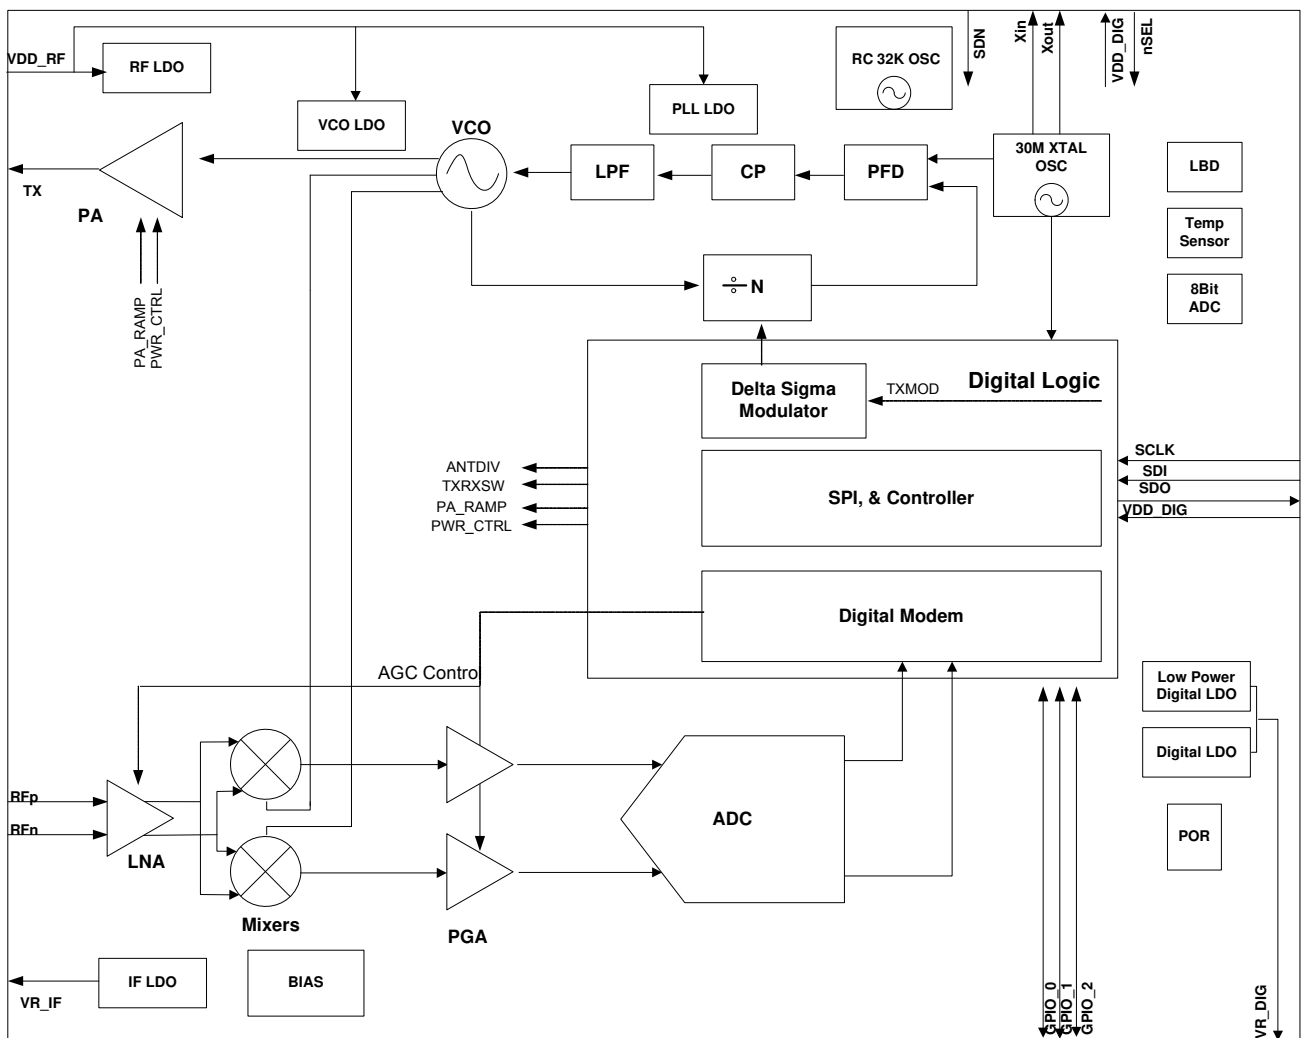 VDD_RF
RF LDO
VCO LDO
PLL LDO
RC 32K OSC
SDN
Xin
Xout
VDD_DIG
nSEL
TX
PA
PA_RAMP
PWR_CTRL
VCO
LPF
CP
PFD
30M XTAL
OSC
LBD
Temp
Sensor
8Bit
ADC
÷ N
Delta Sigma
Modulator
TXMOD
Digital Logic
ANTDIV
TXRXSW
PA_RAMP
PWR_CTRL
SPI, & Controller
SCLK
SDI
SDO
VDD_DIG
Digital Modem
AGC Control
Low Power
Digital LDO
Digital LDO
RFp
RFn
LNA
Mixers
PGA
ADC
POR
IF LDO
BIAS
VR_IF
GPIO_0
GPIO_1
GPIO_2
VR_DIG